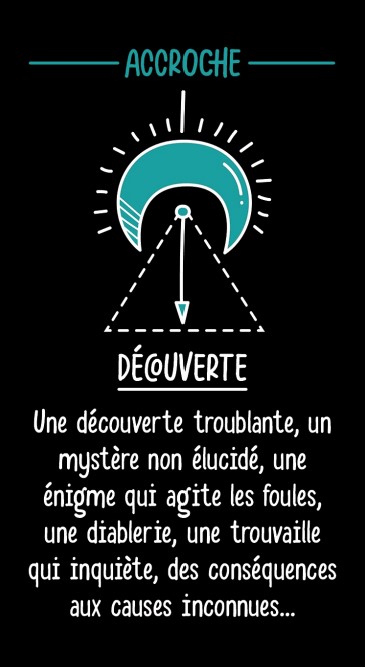 ACCROCHE
DÉCOUVERTE
Une découverte troublante, un
mystère non élucidé, une
énigme qui agite les foules,
une diablerie, une trouvaille
qui inquiète, des conséquences
aux causes inconnues...